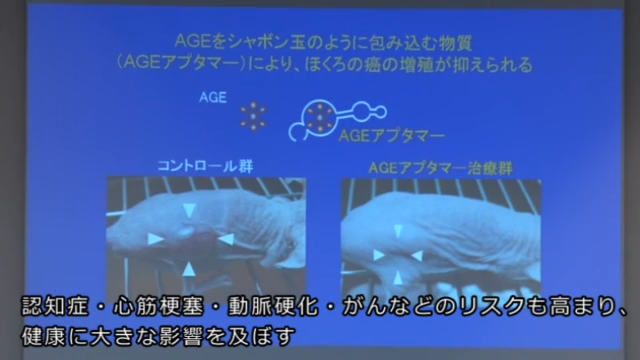 AGEをシャボン玉のように包み込む物質
(AGEアプタマー)により、ほくろの癌の増殖が抑えられる
AGE
AGEアプタマー
コントロール群
AGEアプタマー治療群
認知症・心筋梗塞・動脈硬化・がんなどのリスクも高まり、
健康に大きな影響を及ぼす